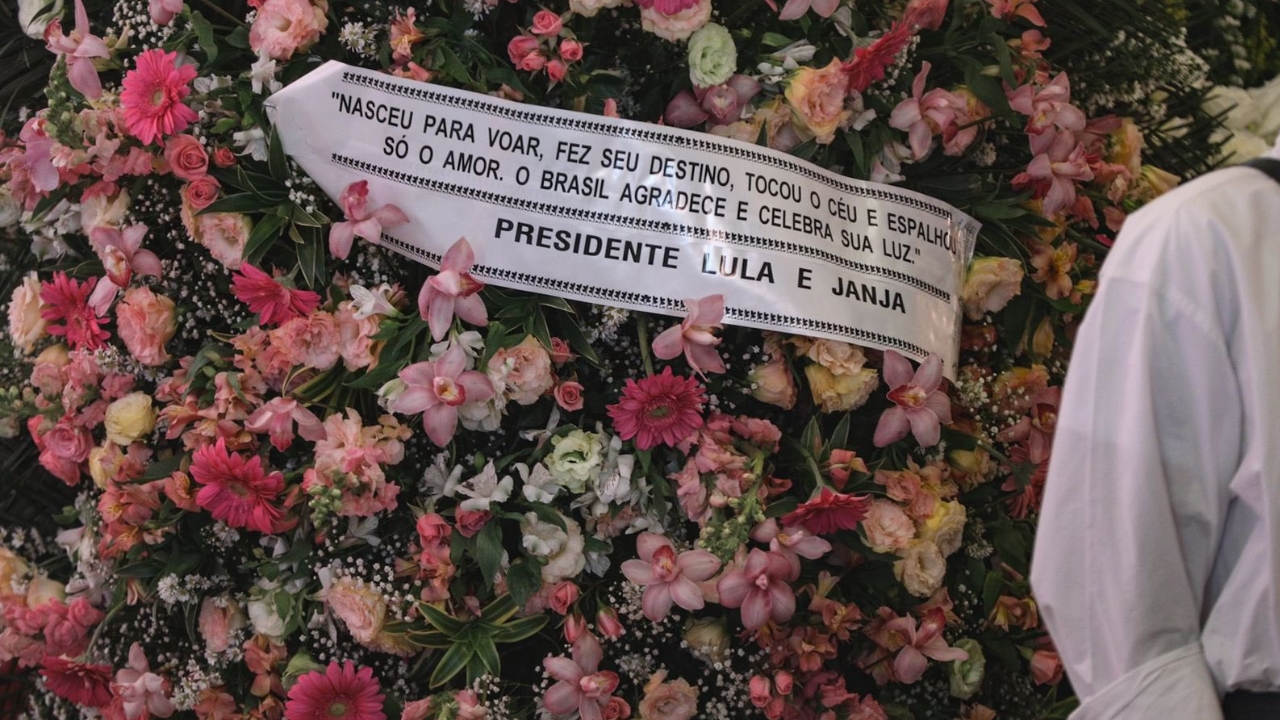 "NASCEU PARA VOAR, FEZ SEU DESTINO, TOCOU O CÉU E ESPALHOU
SÓ O AMOR. O BRASIL AGRADECE E CELEBRA SUA LUZ."
PRESIDENTE LULA E JANJA